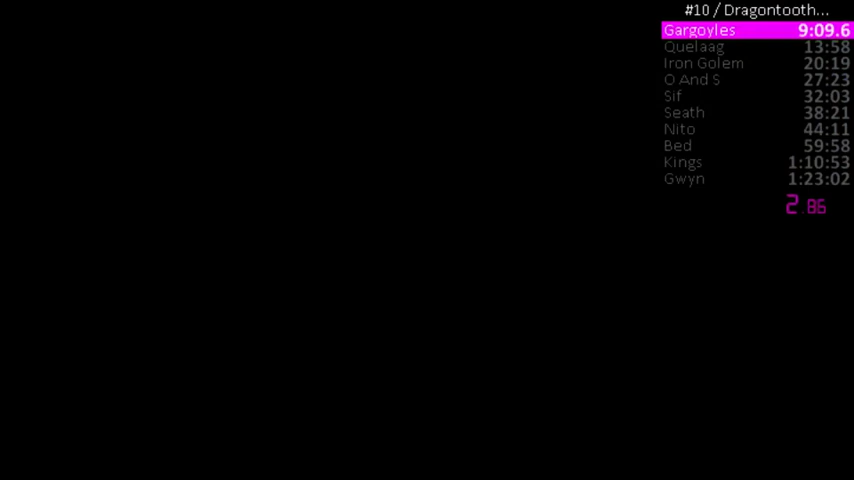 #10 / Dragontooth...
Gargoyles 9:09.6
Quelaag 13:58
Iron Golem 20:19
O And S 27:23
Sif 32:03
Seath 38:21
Nito 44:11
Bed 59:58
Kings 1:10:53
Gwyn 1:23:02
2.86